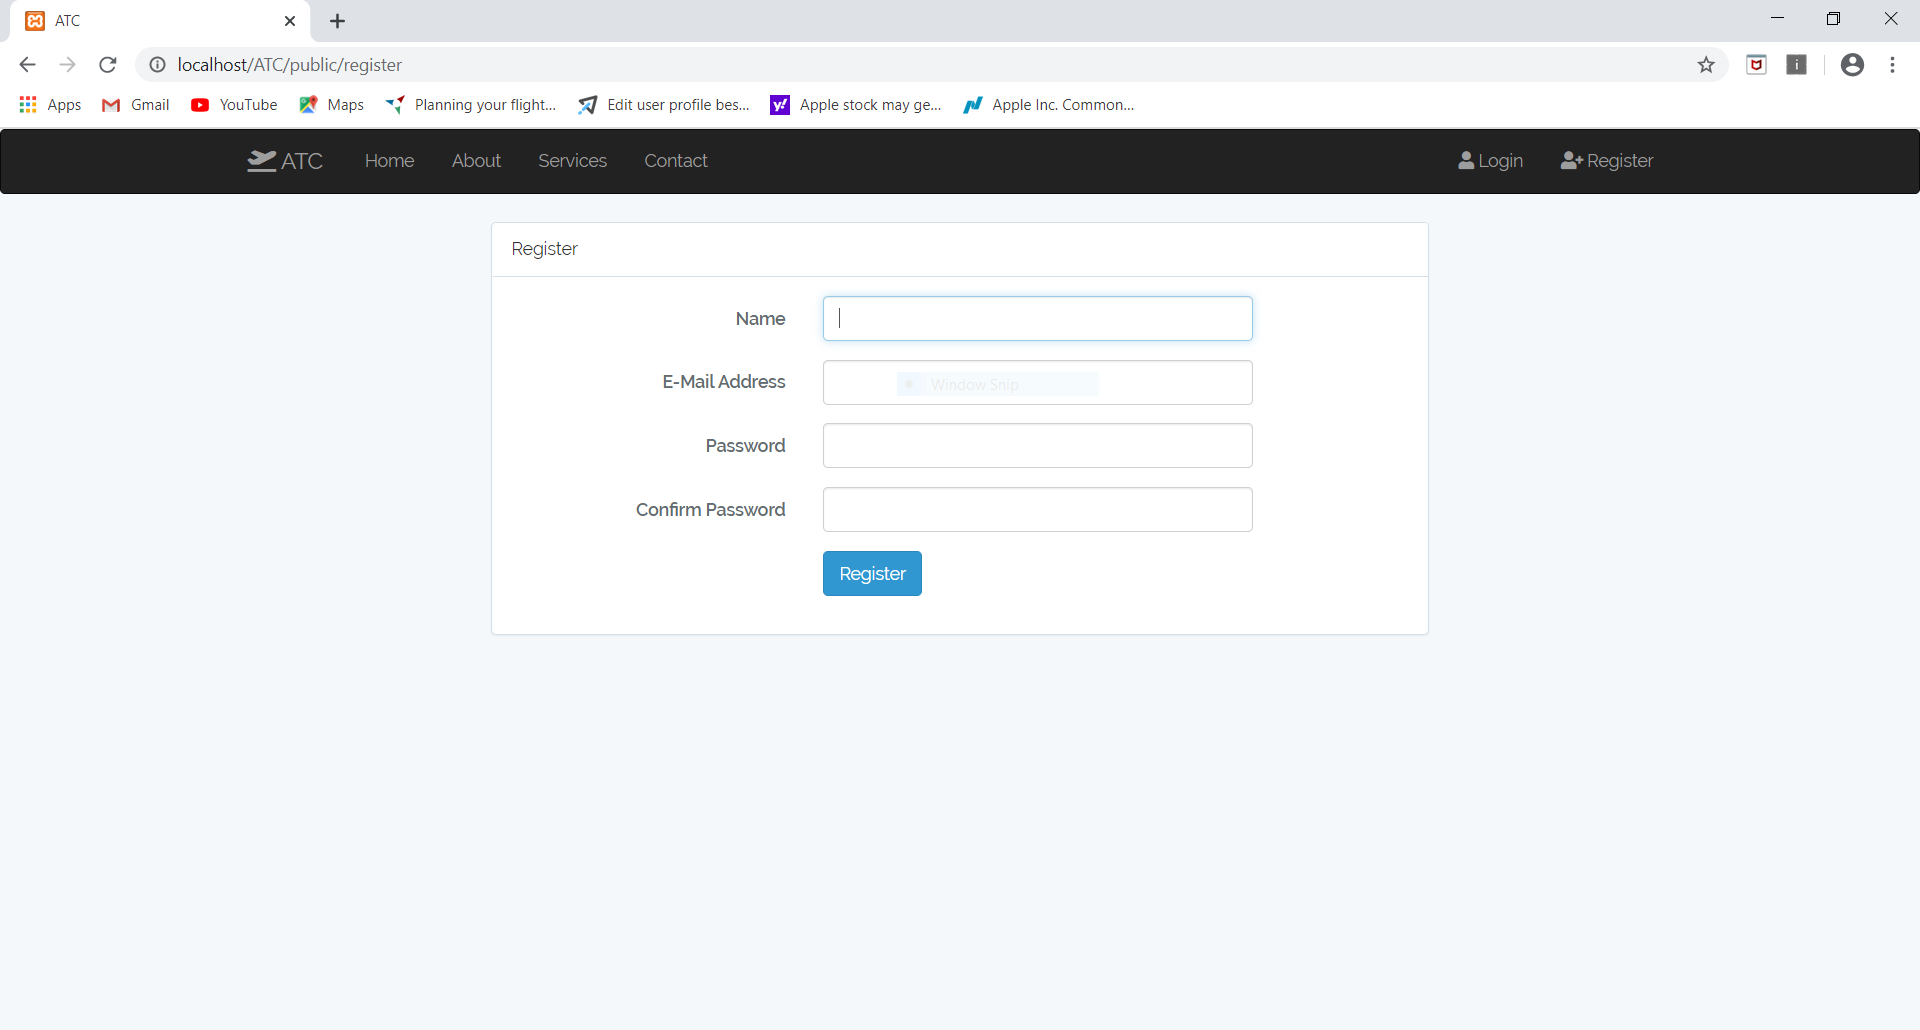 ATC
localhost/ATC/public/register
Apps Gmail YouTube Maps Planning your flight... Edit user profile bes... Apple stock may ge... Apple Inc. Common...
ATC Home About Services Contact Login Register
Register
Name
E-Mail Address
Window Snip
Password
Confirm Password
Register